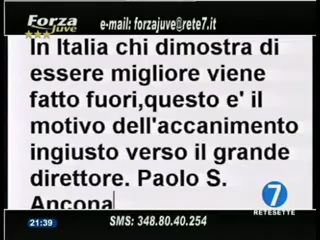 Forza
Juve
e-mail: forzajuve@rete7.it
In Italia chi dimostra di
essere migliore viene
fatto fuori,questo e' il
motivo dell'accanimento
ingiusto verso il grande
direttore. Paolo S.
Ancona
7
RETESETTE
21:39
SMS: 348.80.40.254